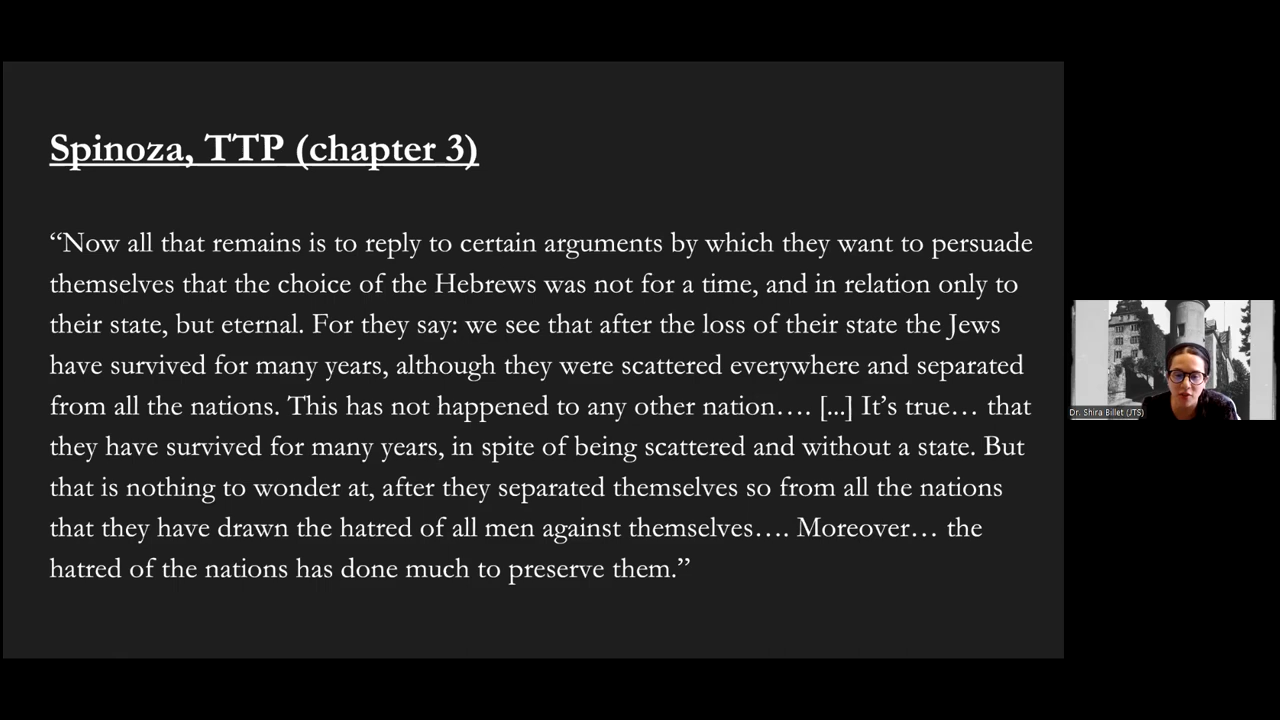 Spinoza, TTP (chapter 3)
“Now all that remains is to reply to certain arguments by which they want to persuade
themselves that the choice of the Hebrews was not for a time, and in relation only to
their state, but eternal. For they say: we see that after the loss of their state the Jews
have survived for many years, although they were scattered everywhere and separated
from all the nations. This has not happened to any other nation…. [...] It’s true… that
they have survived for many years, in spite of being scattered and without a state. But
that is nothing to wonder at, after they separated themselves so from all the nations
that they have drawn the hatred of all men against themselves…. Moreover… the
hatred of the nations has done much to preserve them.”
Dr. Shira Billet (JTS)